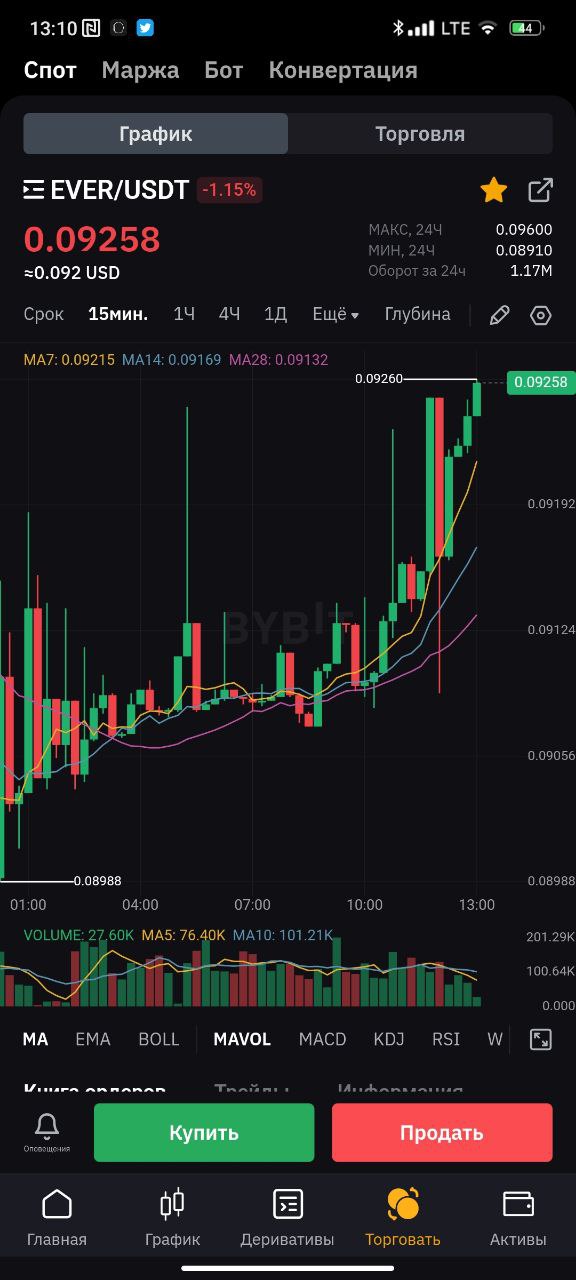 13:10 LTE 44
Спот Маржа Бот Конвертация
График Торговля
EVER/USDT -1.15%
0.09258
≈0.092 USD
МАКС, 24Ч 0.09600
МИН, 24Ч 0.08910
Оборот за 24ч 1.17M
Срок 15мин. 1Ч 4Ч 1Д Ещё Глубина
MA7: 0.09215 MA14: 0.09169 MA28: 0.09132
0.09260
0.09258
0.09192
BYBIT
0.09124
0.09056
0.08988
0.08988
01:00 04:00 07:00 10:00 13:00
VOLUME: 27.60K MA5: 76.40K MA10: 101.21K
201.29K
100.64K
0.000
MA EMA BOLL MAVOL MACD KDJ RSI W
Книга ордеров Трейды Информация
Оповещения
Купить Продать
Главная График Деривативы Торговать Активы